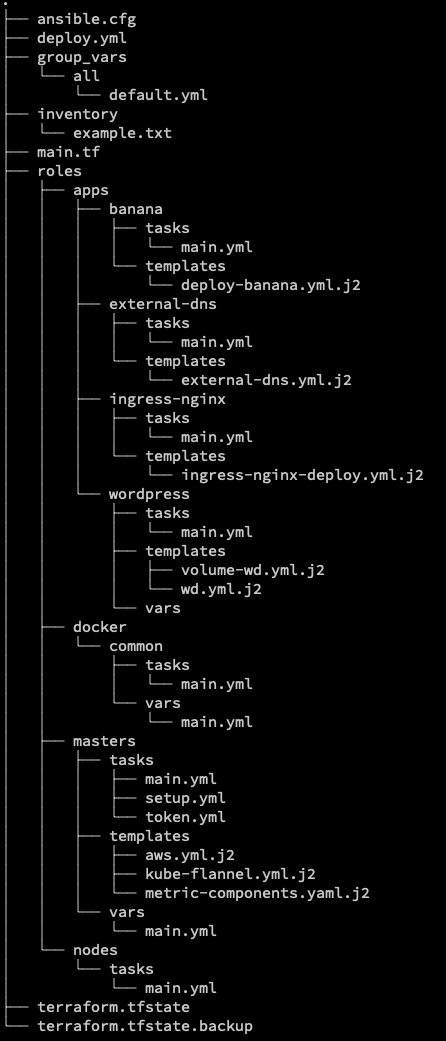 .
├── ansible.cfg
├── deploy.yml
├── group_vars
│   └── all
│       └── default.yml
├── inventory
│   └── example.txt
├── main.tf
├── roles
│   ├── apps
│   │   ├── banana
│   │   │   ├── tasks
│   │   │   │   └── main.yml
│   │   │   └── templates
│   │   │       └── deploy-banana.yml.j2
│   │   ├── external-dns
│   │   │   ├── tasks
│   │   │   │   └── main.yml
│   │   │   └── templates
│   │   │       └── external-dns.yml.j2
│   │   ├── ingress-nginx
│   │   │   ├── tasks
│   │   │   │   └── main.yml
│   │   │   └── templates
│   │   │       └── ingress-nginx-deploy.yml.j2
│   │   └── wordpress
│   │       ├── tasks
│   │       │   └── main.yml
│   │       ├── templates
│   │       │   ├── volume-wd.yml.j2
│   │       │   └── wd.yml.j2
│   │       └── vars
│   ├── docker
│   │   └── common
│   │       ├── tasks
│   │       │   └── main.yml
│   │       └── vars
│   │           └── main.yml
│   ├── masters
│   │   ├── tasks
│   │   │   ├── main.yml
│   │   │   ├── setup.yml
│   │   │   └── token.yml
│   │   ├── templates
│   │   │   ├── aws.yml.j2
│   │   │   ├── kube-flannel.yml.j2
│   │   │   └── metric-components.yaml.j2
│   │   └── vars
│   │       └── main.yml
│   └── nodes
│       └── tasks
│           └── main.yml
├── terraform.tfstate
└── terraform.tfstate.backup